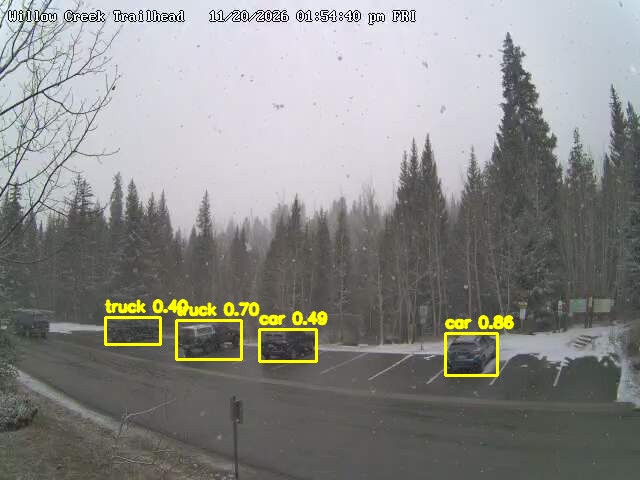 Willow Creek Trailhead 11/20/2026 01:54:40 pm FRI
truck 0.49
truck 0.70
car 0.49
car 0.86